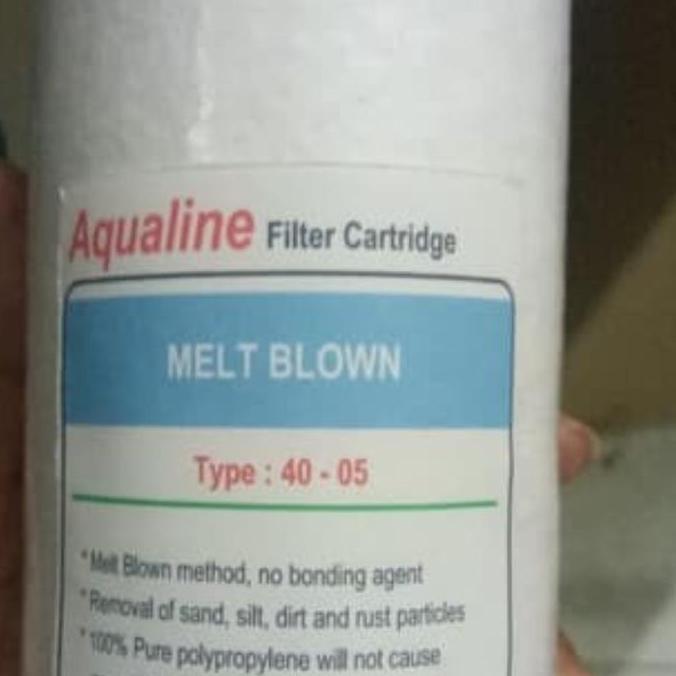 Aqualine Filter Cartridge
MELT BLOWN
Type : 40 - 05
*Melt Blown method, no bonding agent
*Removal of sand, silt, dirt and rust particles
*100% Pure polypropylene will not cause